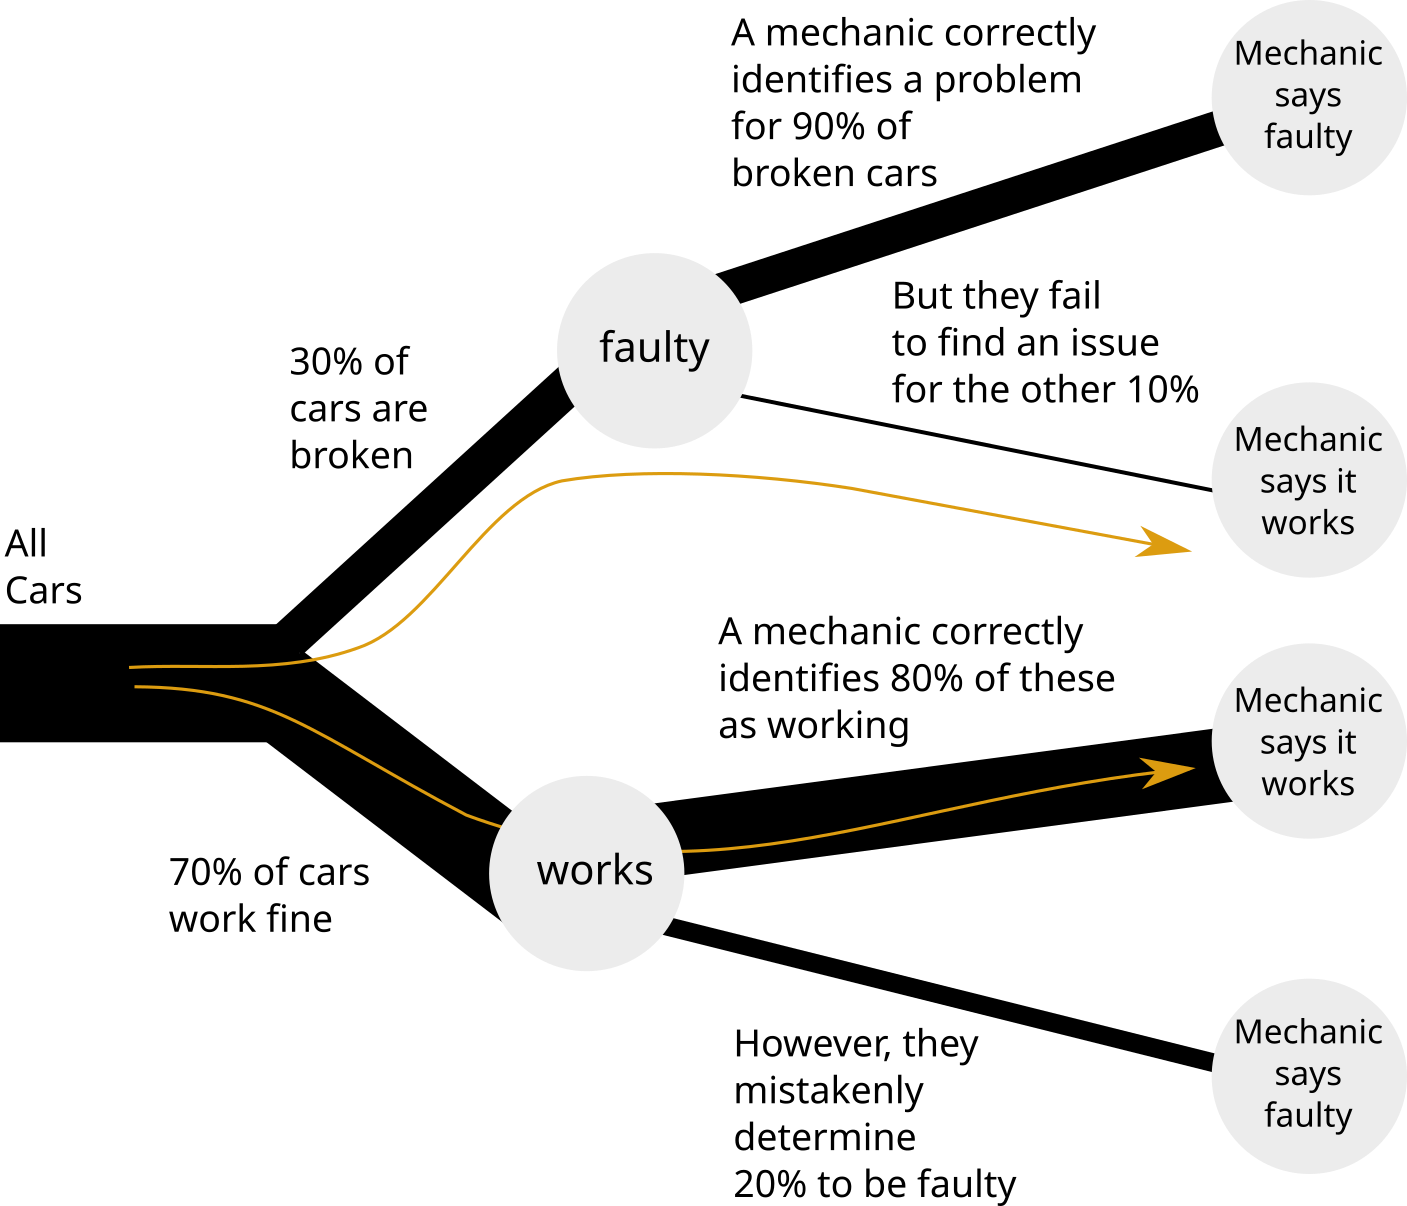 A mechanic correctly
identifies a problem
for 90% of
broken cars
Mechanic
says
faulty
But they fail
to find an issue
for the other 10%
faulty
30% of
cars are
broken
Mechanic
says it
works
All
Cars
A mechanic correctly
identifies 80% of these
as working
Mechanic
says it
works
works
70% of cars
work fine
However, they
mistakenly
determine
20% to be faulty
Mechanic
says
faulty